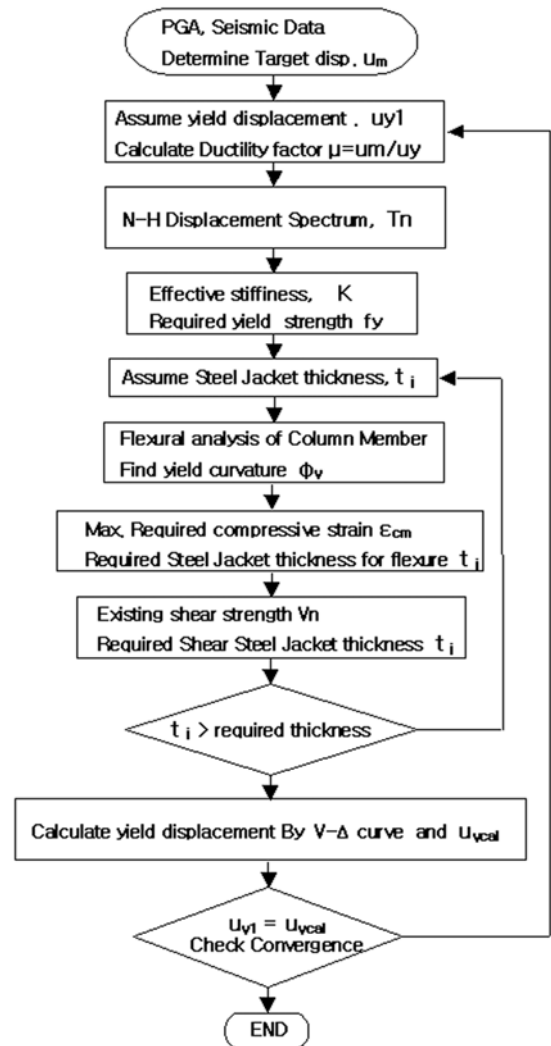 PGA, Seismic Data
Determine Target disp. um
Assume yield displacement . uy1
Calculate Ductility factor μ=um/uy
N-H Displacement Spectrum, Tn
Effective stiffiness, K
Required yield strength fy
Assume Steel Jacket thickness, ti
Flexural analysis of Column Member
Find yield curvature Φy
Max. Required compressive strain εcm
Required Steel Jacket thickness for flexure ti
Existing shear strength Vn
Required Shear Steel Jacket thickness ti
ti > required thickness
Calculate yield displacement By V-Δ curve and uycal
uy1 = uycal
Check Convergence
END